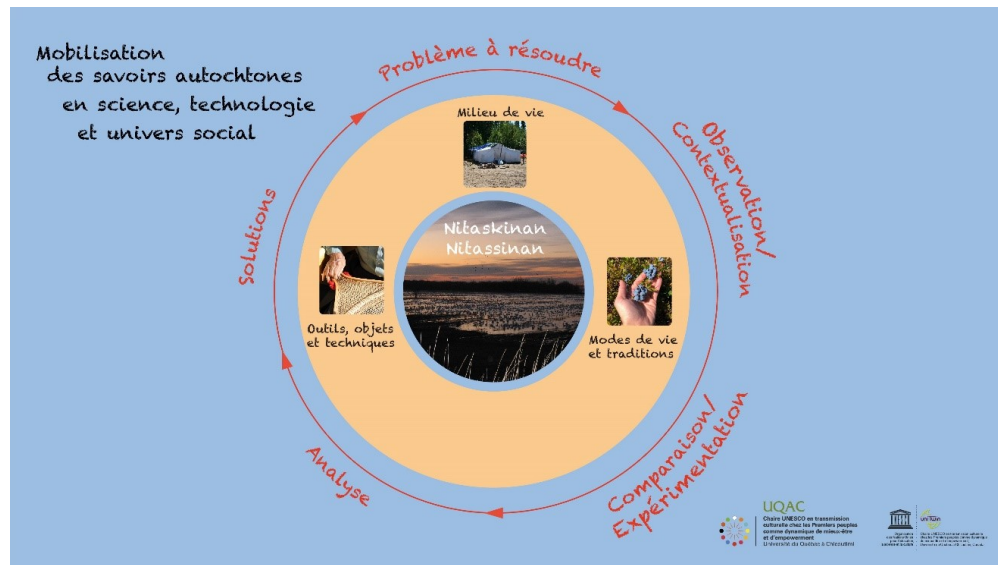 Mobilisation
des savoirs autochtones
en science, technologie
et univers social
Problème à résoudre
Observation/
Contextualisation
Comparaison/
Expérimentation
Analyse
Solutions
Milieu de vie
Nitaskinan
Nitassinan
Outils, objets
et techniques
Modes de vie
et traditions
UQAC
Chaire UNESCO en transmission
culturelle chez les Premiers peuples
comme dynamique de mieux-être
et d'empowerment
Université du Québec à Chicoutimi